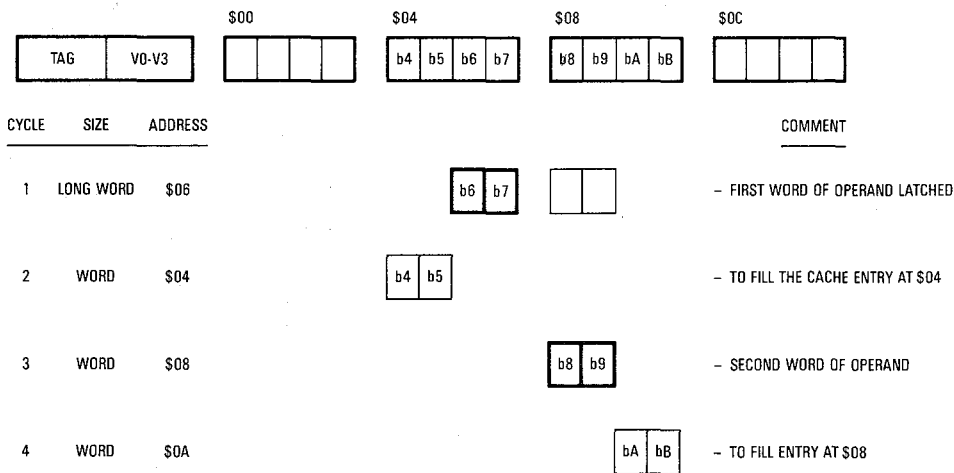 $00 $04 $08 $0C
TAG V0-V3 b4 b5 b6 b7 b8 b9 bA bB
CYCLE SIZE ADDRESS COMMENT
1 LONG WORD $06 b6 b7 – FIRST WORD OF OPERAND LATCHED
2 WORD $04 b4 b5 – TO FILL THE CACHE ENTRY AT $04
3 WORD $08 b8 b9 – SECOND WORD OF OPERAND
4 WORD $0A bA bB – TO FILL ENTRY AT $08